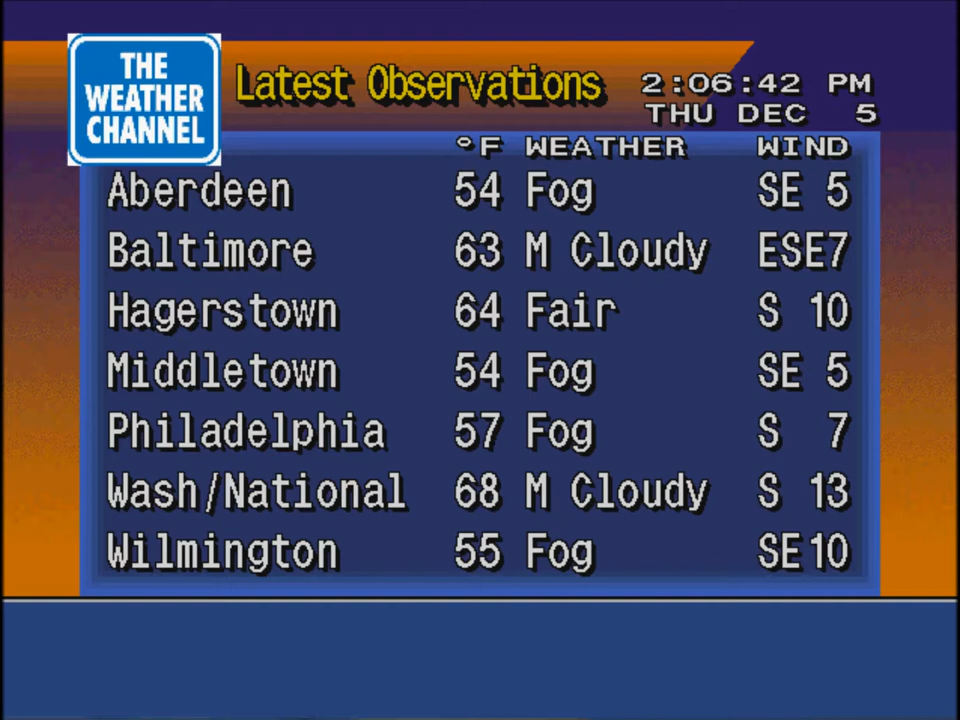 THE
WEATHER
CHANNEL
Latest Observations
2:06:42 PM
THU DEC 5
°F WEATHER WIND
Aberdeen 54 Fog SE 5
Baltimore 63 M Cloudy ESE7
Hagerstown 64 Fair S 10
Middletown 54 Fog SE 5
Philadelphia 57 Fog S 7
Wash/National 68 M Cloudy S 13
Wilmington 55 Fog SE10